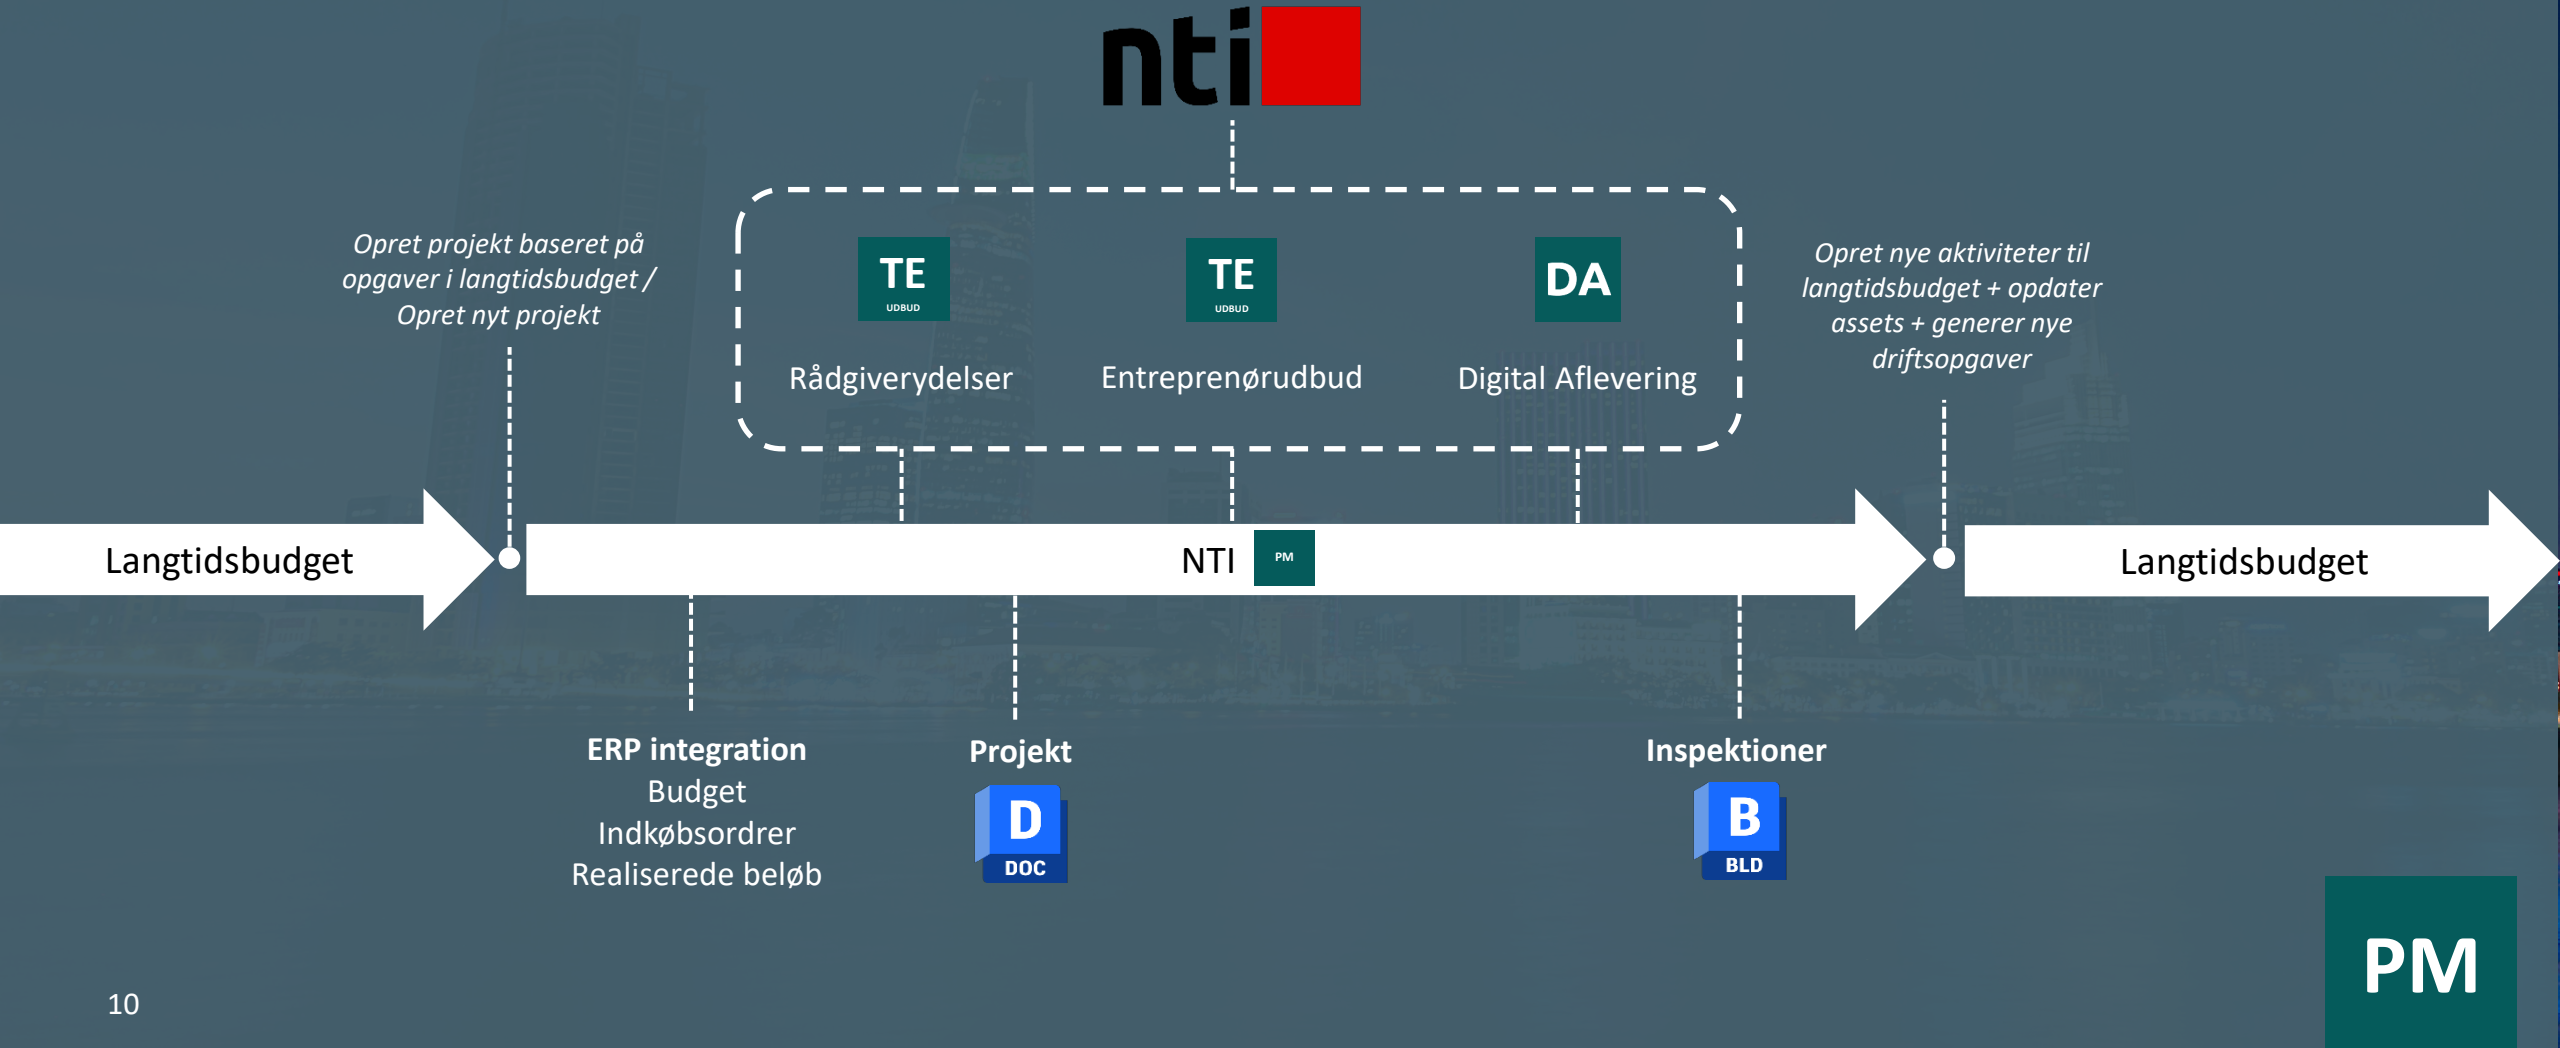 nti
Opret projekt baseret på
opgaver i langtidsbudget /
Opret nyt projekt
TE
UDBUD
Rådgiverydelser
TE
UDBUD
Entreprenørudbud
DA
Digital Aflevering
Opret nye aktiviteter til
langtidsbudget + opdater
assets + generer nye
driftsopgaver
Langtidsbudget
NTI PM
Langtidsbudget
ERP integration
Budget
Indkøbsordrer
Realiserede beløb
Projekt
D
DOC
Inspektioner
B
BLD
PM
10